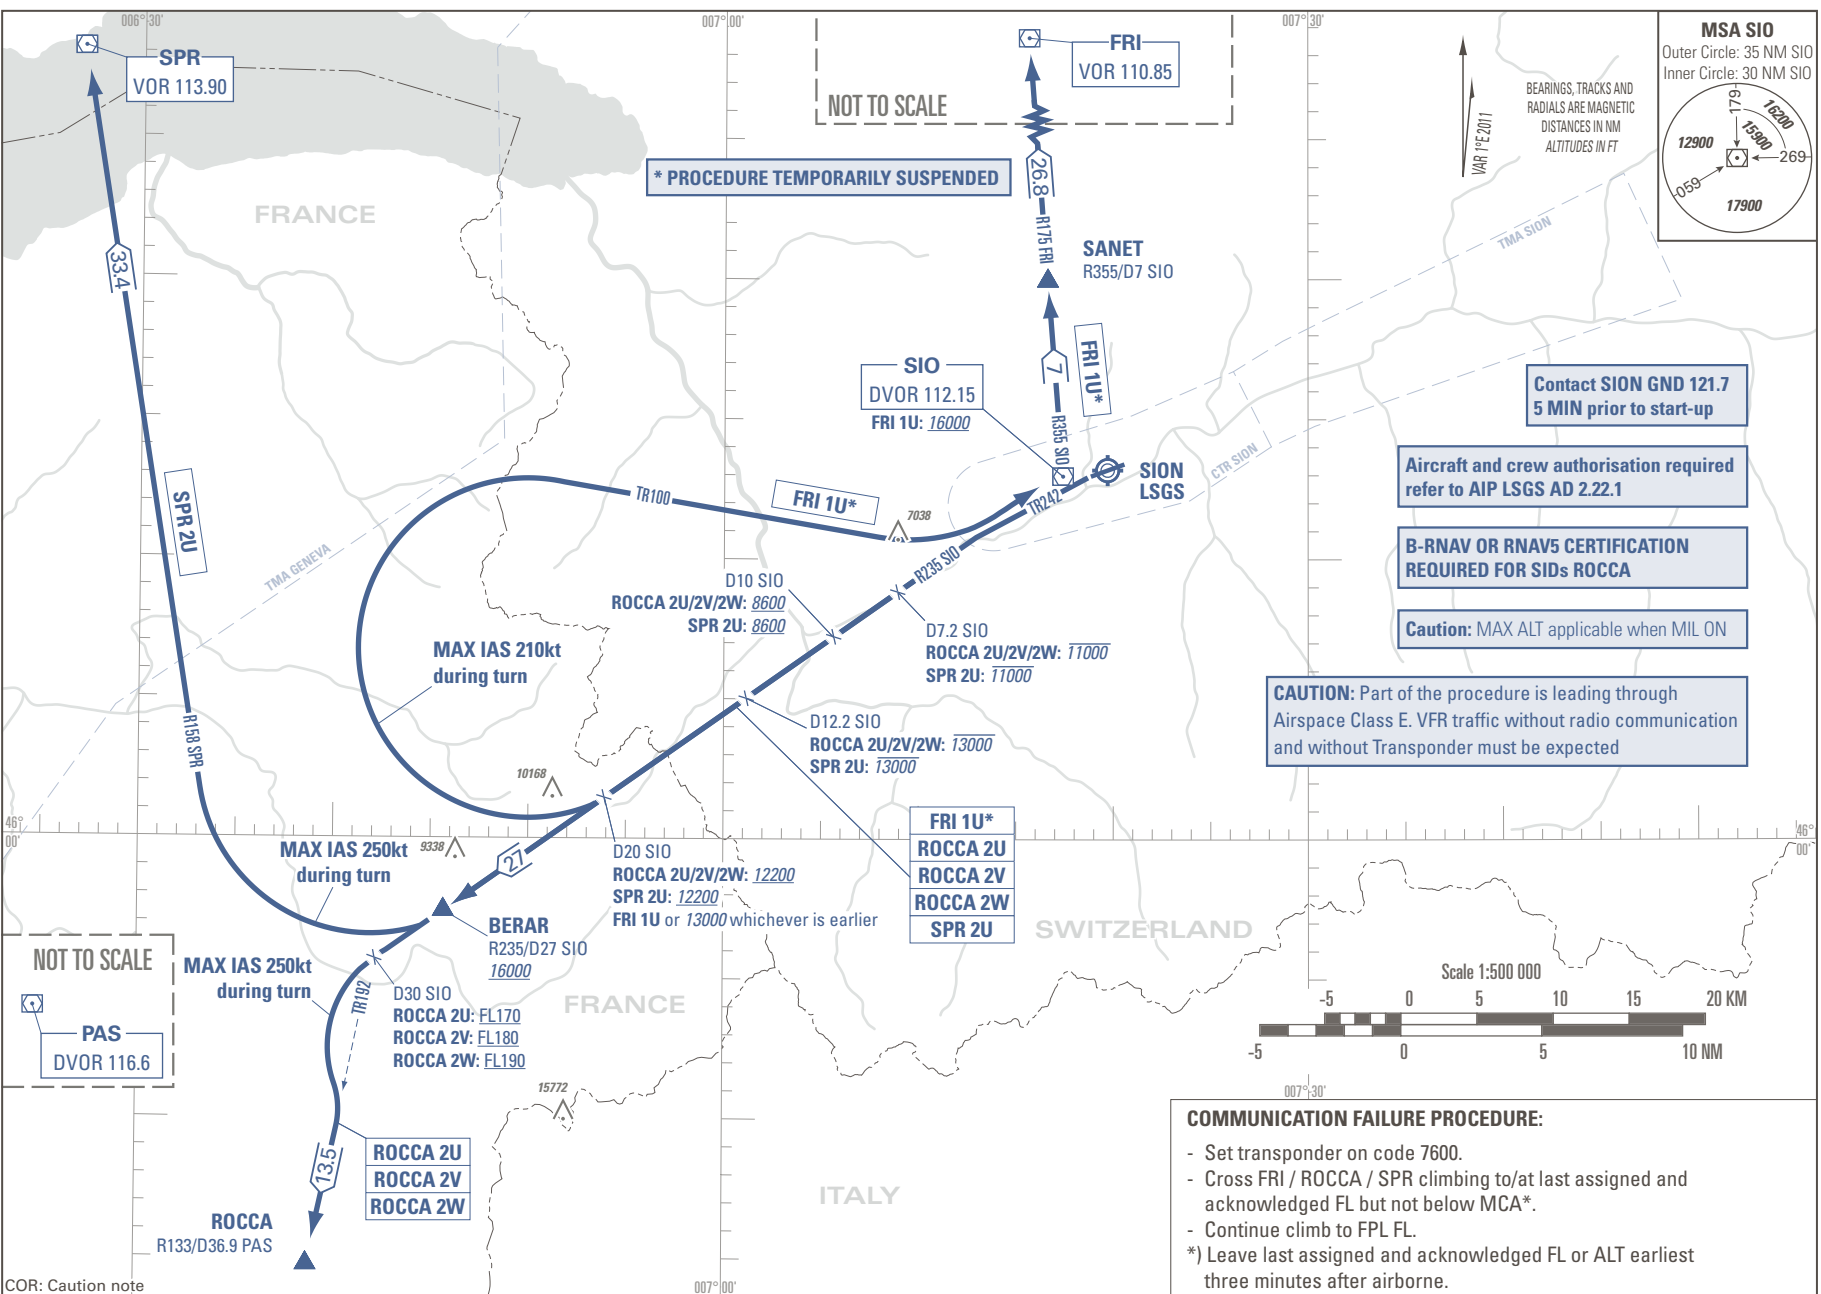 006°30'
007°00'
007°30'
SPR
VOR 113.90
FRI
VOR 110.85
NOT TO SCALE
MSA SIO
Outer Circle: 35 NM SIO
Inner Circle: 30 NM SIO
179
16200
15900
12900
269
059
17900
VAR 1°E 2011
BEARINGS, TRACKS AND
RADIALS ARE MAGNETIC
DISTANCES IN NM
ALTITUDES IN FT
* PROCEDURE TEMPORARILY SUSPENDED
26.8
R175 FRI
FRANCE
SANET
R355/D7 SIO
TMA SION
33.4
7
FRI 1U*
R355 SIO
SIO
DVOR 112.15
FRI 1U: 16000
SION
LSGS
CTR SION
Contact SION GND 121.7
5 MIN prior to start-up
Aircraft and crew authorisation required
refer to AIP LSGS AD 2.22.1
B-RNAV OR RNAV5 CERTIFICATION
REQUIRED FOR SIDs ROCCA
Caution: MAX ALT applicable when MIL ON
CAUTION: Part of the procedure is leading through
Airspace Class E. VFR traffic without radio communication
and without Transponder must be expected
SPR 2U
TR100
FRI 1U*
7038
TR242
R235 SIO
TMA GENEVA
D10 SIO
ROCCA 2U/2V/2W: 8600
SPR 2U: 8600
D7.2 SIO
ROCCA 2U/2V/2W: 11000
SPR 2U: 11000
MAX IAS 210kt
during turn
D12.2 SIO
ROCCA 2U/2V/2W: 13000
SPR 2U: 13000
R158 SPR
10168
46°
00'
46°
00'
9338
MAX IAS 250kt
during turn
27
D20 SIO
ROCCA 2U/2V/2W: 12200
SPR 2U: 12200
FRI 1U or 13000 whichever is earlier
FRI 1U*
ROCCA 2U
ROCCA 2V
ROCCA 2W
SPR 2U
SWITZERLAND
BERAR
R235/D27 SIO
16000
NOT TO SCALE
PAS
DVOR 116.6
MAX IAS 250kt
during turn
TR192
D30 SIO
ROCCA 2U: FL170
ROCCA 2V: FL180
ROCCA 2W: FL190
FRANCE
15772
Scale 1:500 000
-5 0 5 10 15 20 KM
-5 0 5 10 NM
007°30'
13.5
ROCCA 2U
ROCCA 2V
ROCCA 2W
ITALY
ROCCA
R133/D36.9 PAS
COMMUNICATION FAILURE PROCEDURE:
- Set transponder on code 7600.
- Cross FRI / ROCCA / SPR climbing to/at last assigned and
acknowledged FL but not below MCA*.
- Continue climb to FPL FL.
*) Leave last assigned and acknowledged FL or ALT earliest
three minutes after airborne.
COR: Caution note
007°00'